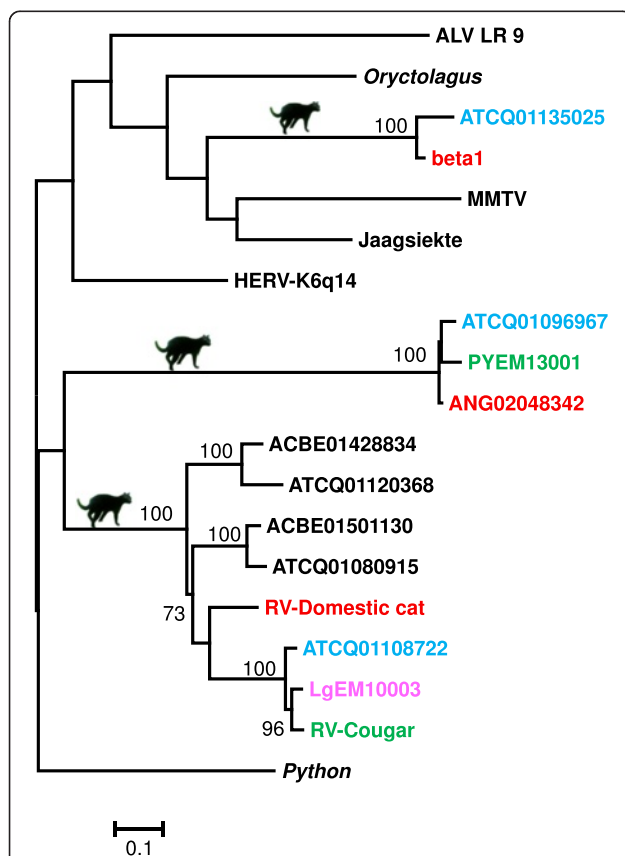 ALV LR 9
Oryctolagus
100
ATCQ01135025
beta1
MMTV
Jaagsiekte
HERV-K6q14
ATCQ01096967
100
PYEM13001
ANG02048342
ACBE01428834
100
ATCQ01120368
100
ACBE01501130
100
ATCQ01080915
73
RV-Domestic cat
ATCQ01108722
100
LgEM10003
96
RV-Cougar
Python
0.1